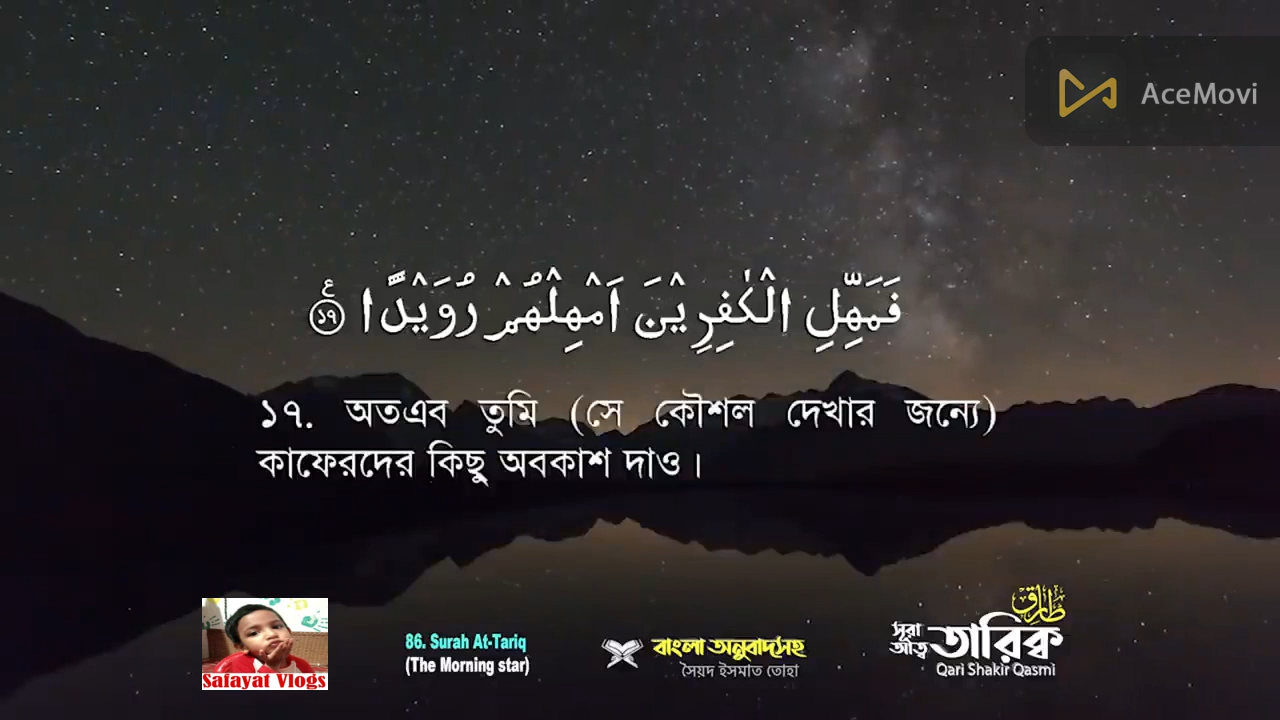 AceMovi
فَمَهِّلِ الْكٰفِرِيْنَ اَمْهِلْهُمْ رُوَيْدًا ۧ ۝۱۷
১৭. অতএব তুমি (সে কৌশল দেখার জন্যে)
কাফেরদের কিছু অবকাশ দাও।
Safayat Vlogs
86. Surah At-Tariq
(The Morning star)
বাংলা অনুবাদসহ
সৈয়দ ইসমাত তোহা
طارق
সূরা আত্ব তারিক্ব
Qari Shakir Qasmi